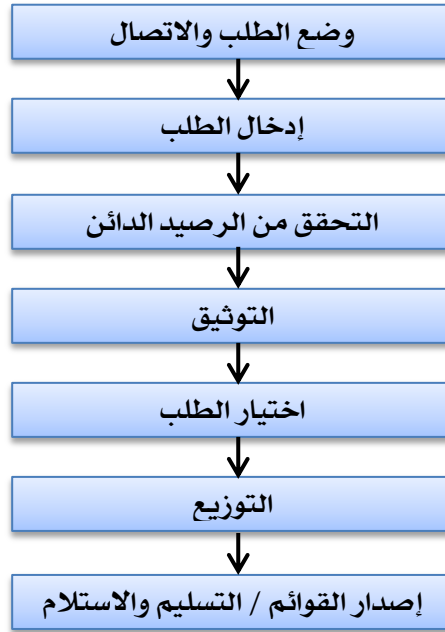 وضع الطلب والاتصال
إدخال الطلب
التحقق من الرصيد الدائن
التوثيق
اختيار الطلب
التوزيع
إصدار القوائم / التسليم والاستلام